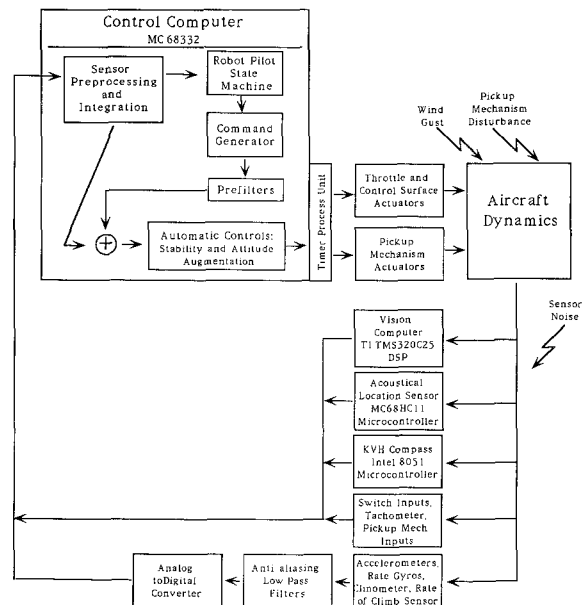 Control Computer
MC68332
Sensor
Preprocessing
and
Integration
Robot Pilot
State
Machine
Command
Generator
Prefilters
+
Automatic Controls:
Stability and Attitude
Augmentation
Timer Process Unit
Throttle and
Control Surface
Actuators
Pickup
Mechanism
Actuators
Wind
Gust
Pickup
Mechanism
Disturbance
Aircraft
Dynamics
Sensor
Noise
Vision
Computer
TI TMS320C25
DSP
Acoustical
Location Sensor
MC68HC11
Microcontroller
KVH Compass
Intel 8051
Microcontroller
Switch Inputs,
Tachometer,
Pickup Mech
Inputs
Accelerometers,
Rate Gyros,
Clinometer, Rate
of Climb Sensor
Anti aliasing
Low Pass
Filters
Analog
toDigital
Converter